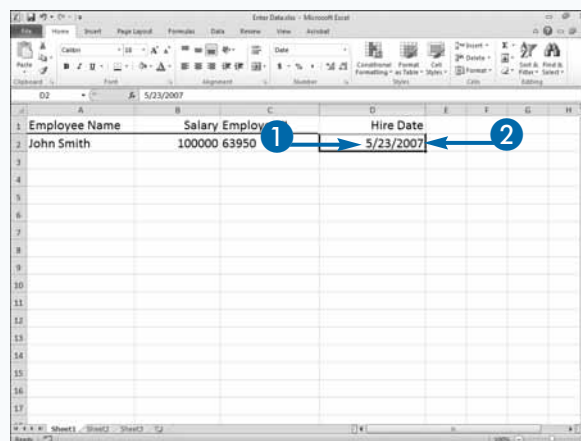 Enter Data.xlsx - Microsoft Excel
File Home Insert Page Layout Formulas Data Review View Acrobat
Paste Calibri 18 A A Date Insert Σ
B I U A $ % , Conditional Format Cell Delete Sort & Find &
Formatting as Table Styles Format Filter Select
Clipboard Font Alignment Number Styles Cells Editing
D2 fx 5/23/2007
A B C D E F G H
1 Employee Name Salary Hire Date
1 2
2 John Smith 100000 63950 5/23/2007
3
4
5
6
7
8
9
10
11
12
13
14
15
16
17
Sheet1 Sheet2 Sheet3
Ready 100%